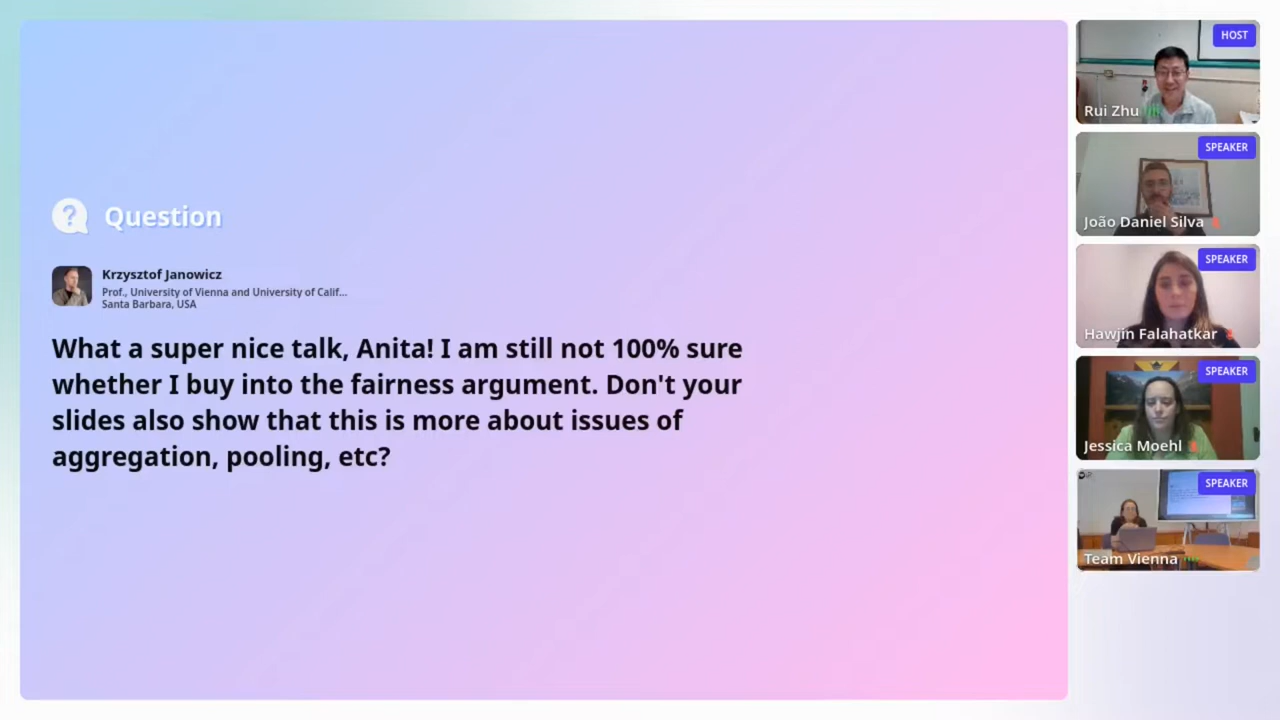 Question
Krzysztof Janowicz
Prof., University of Vienna and University of Calif...
Santa Barbara, USA
What a super nice talk, Anita! I am still not 100% sure
whether I buy into the fairness argument. Don't your
slides also show that this is more about issues of
aggregation, pooling, etc?
HOST
Rui Zhu
SPEAKER
João Daniel Silva
SPEAKER
Hawjin Falahatkar
SPEAKER
Jessica Moehl
SPEAKER
Team Vienna